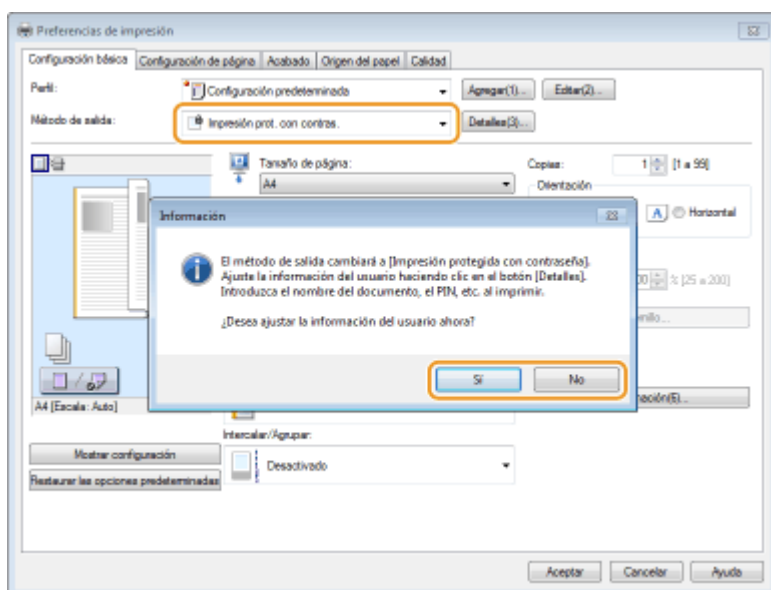 Preferencias de impresión
Configuración básica Configuración de página Acabado Origen del papel Calidad
Perfil: Configuración predeterminada Agregar(1)... Editar(2)...
Método de salida: Impresión prot. con contras. Detalles(3)...
Tamaño de página: Copias: 1 [1 a 99]
A4 Orientación
A Horizontal
Información
El método de salida cambiará a [Impresión protegida con contraseña].
Ajuste la información del usuario haciendo clic en el botón [Detalles].
Introduzca el nombre del documento, el PIN, etc. al imprimir.
00 % [25 a 200]
¿Desea ajustar la información del usuario ahora?
Sí No
A4 [Escala: Auto]
Intercalar/Agrupar:
Mostrar configuración
Desactivado
Restaurar las opciones predeterminadas
Aceptar Cancelar Ayuda